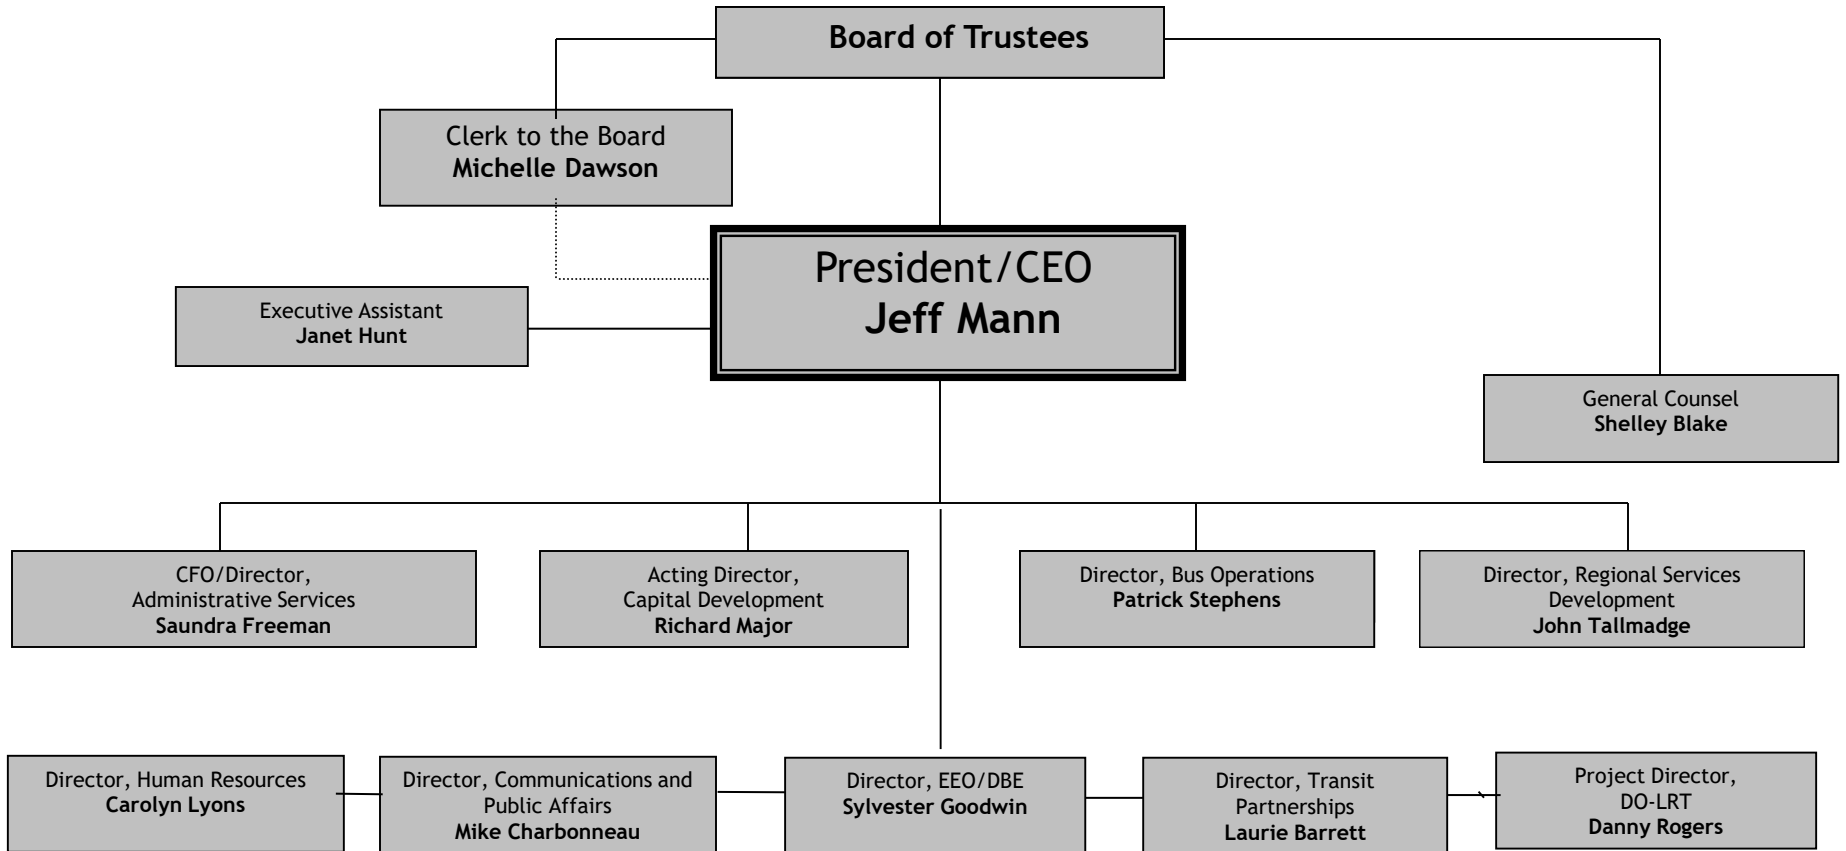 Board of Trustees
Clerk to the Board
Michelle Dawson
President/CEO
Jeff Mann
Executive Assistant
Janet Hunt
General Counsel
Shelley Blake
CFO/Director,
Administrative Services
Saundra Freeman
Acting Director,
Capital Development
Richard Major
Director, Bus Operations
Patrick Stephens
Director, Regional Services
Development
John Tallmadge
Director, Human Resources
Carolyn Lyons
Director, Communications and
Public Affairs
Mike Charbonneau
Director, EEO/DBE
Sylvester Goodwin
Director, Transit
Partnerships
Laurie Barrett
Project Director,
DO-LRT
Danny Rogers